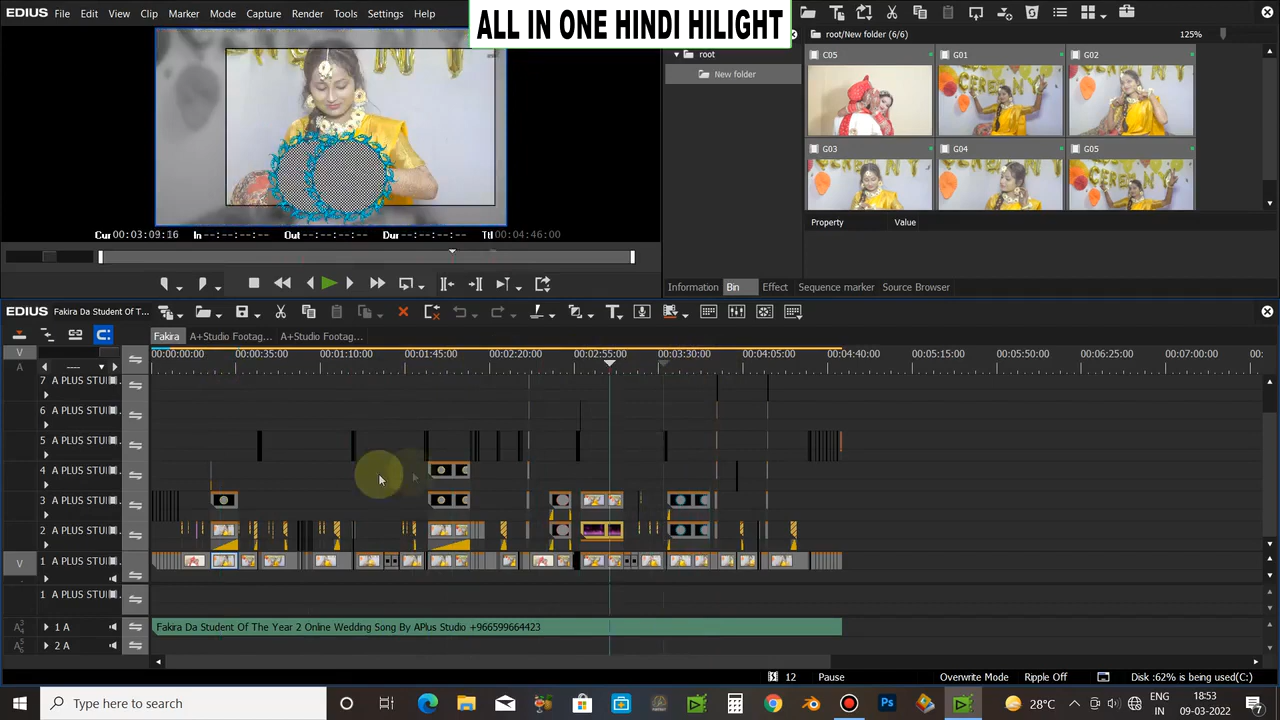 EDIUS File Edit View Clip Marker Mode Capture Render Tools Settings Help
ALL IN ONE HINDI HILIGHT
root/New folder (6/6) 125%
root
New folder
C05 G01 G02
G03 G04 G05
Property Value
Cur 00:03:09:16 In --:--:--:-- Out --:--:--:-- Dur --:--:--:-- Ttl 00:04:46:00
Information Bin Effect Sequence marker Source Browser
EDIUS Fakira Da Student Of T...
Fakira A+Studio Footag... A+Studio Footag...
V 00:00:00:00 00:00:35:00 00:01:10:00 00:01:45:00 00:02:20:00 00:02:55:00 00:03:30:00 00:04:05:00 00:04:40:00 00:05:15:00 00:05:50:00 00:06:25:00 00:07:00:00 00:
A
7 A PLUS STUI
6 A PLUS STUI
5 A PLUS STUI
4 A PLUS STUI
3 A PLUS STUI
2 A PLUS STUI
V 1 A PLUS STUI
1 A PLUS STUI
1 A Fakira Da Student Of The Year 2 Online Wedding Song By APlus Studio +966599664423
2 A
12 Pause Overwrite Mode Ripple Off Disk :62% is being used(C:)
Type here to search 28°C ENG 18:53
IN 09-03-2022